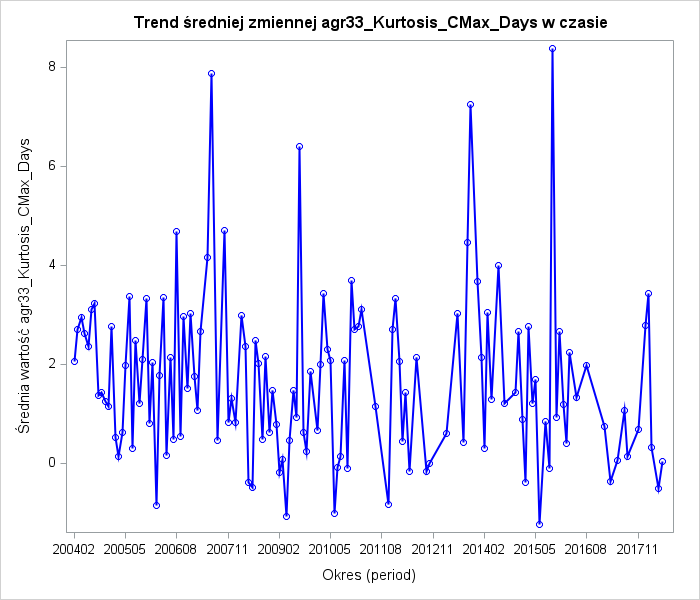 Trend średniej zmiennej agr33_Kurtosis_CMax_Days w czasie
Średnia wartość agr33_Kurtosis_CMax_Days
8
6
4
2
0
200402 200505 200608 200711 200902 201005 201108 201211 201402 201505 201608 201711
Okres (period)